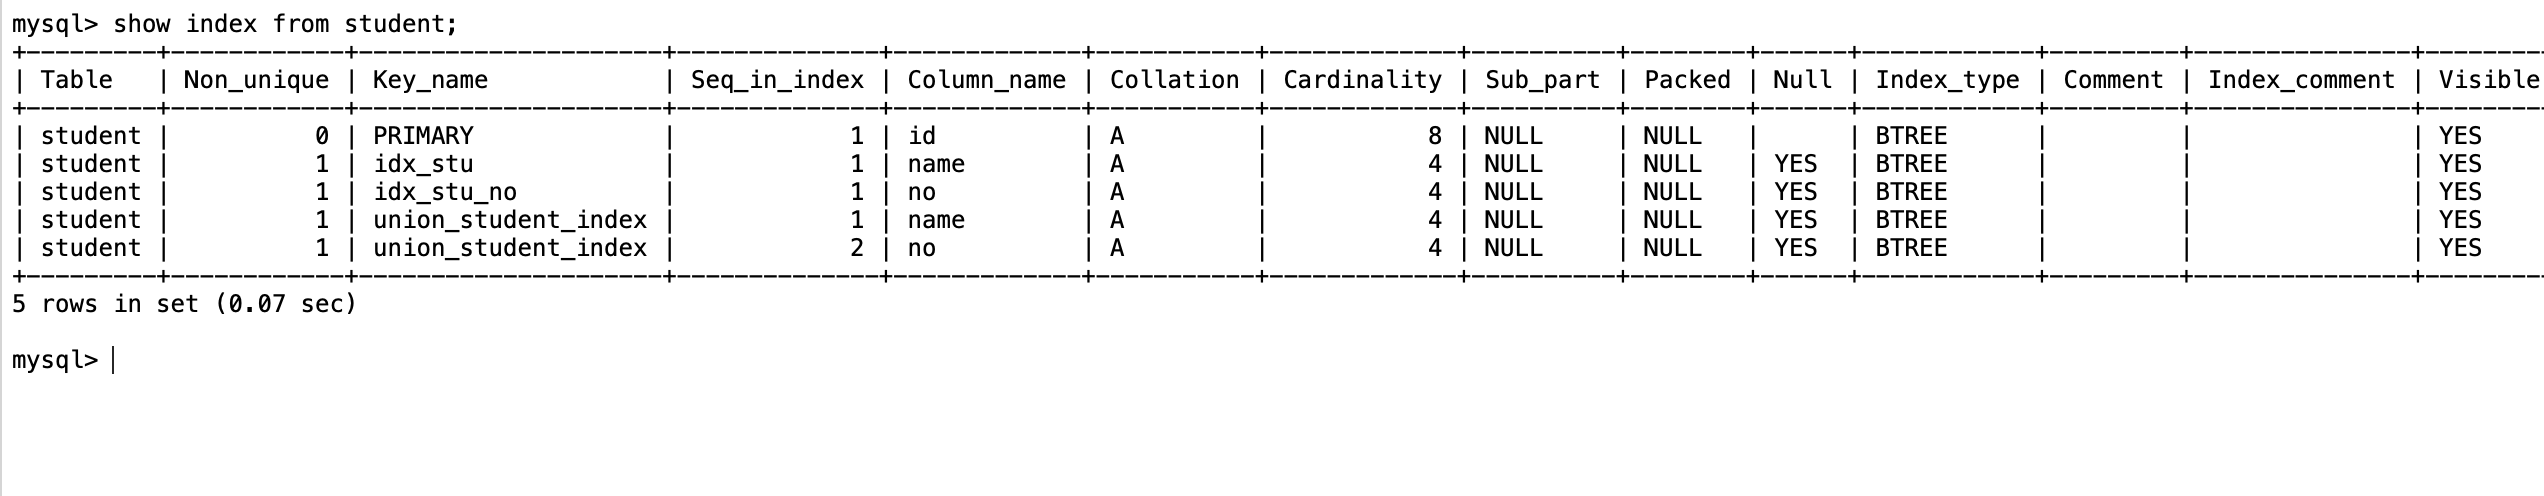 mysql> show index from student;
+---------+------------+---------------------+--------------+-------------+-----------+-------------+----------+--------+------+------------+---------+---------------+--------
| Table   | Non_unique | Key_name            | Seq_in_index | Column_name | Collation | Cardinality | Sub_part | Packed | Null | Index_type | Comment | Index_comment | Visible
+---------+------------+---------------------+--------------+-------------+-----------+-------------+----------+--------+------+------------+---------+---------------+--------
| student |          0 | PRIMARY             |            1 | id          | A         |           8 | NULL     | NULL   |      | BTREE      |         |               | YES
| student |          1 | idx_stu             |            1 | name        | A         |           4 | NULL     | NULL   | YES  | BTREE      |         |               | YES
| student |          1 | idx_stu_no          |            1 | no          | A         |           4 | NULL     | NULL   | YES  | BTREE      |         |               | YES
| student |          1 | union_student_index |            1 | name        | A         |           4 | NULL     | NULL   | YES  | BTREE      |         |               | YES
| student |          1 | union_student_index |            2 | no          | A         |           4 | NULL     | NULL   | YES  | BTREE      |         |               | YES
+---------+------------+---------------------+--------------+-------------+-----------+-------------+----------+--------+------+------------+---------+---------------+--------
5 rows in set (0.07 sec)
mysql>